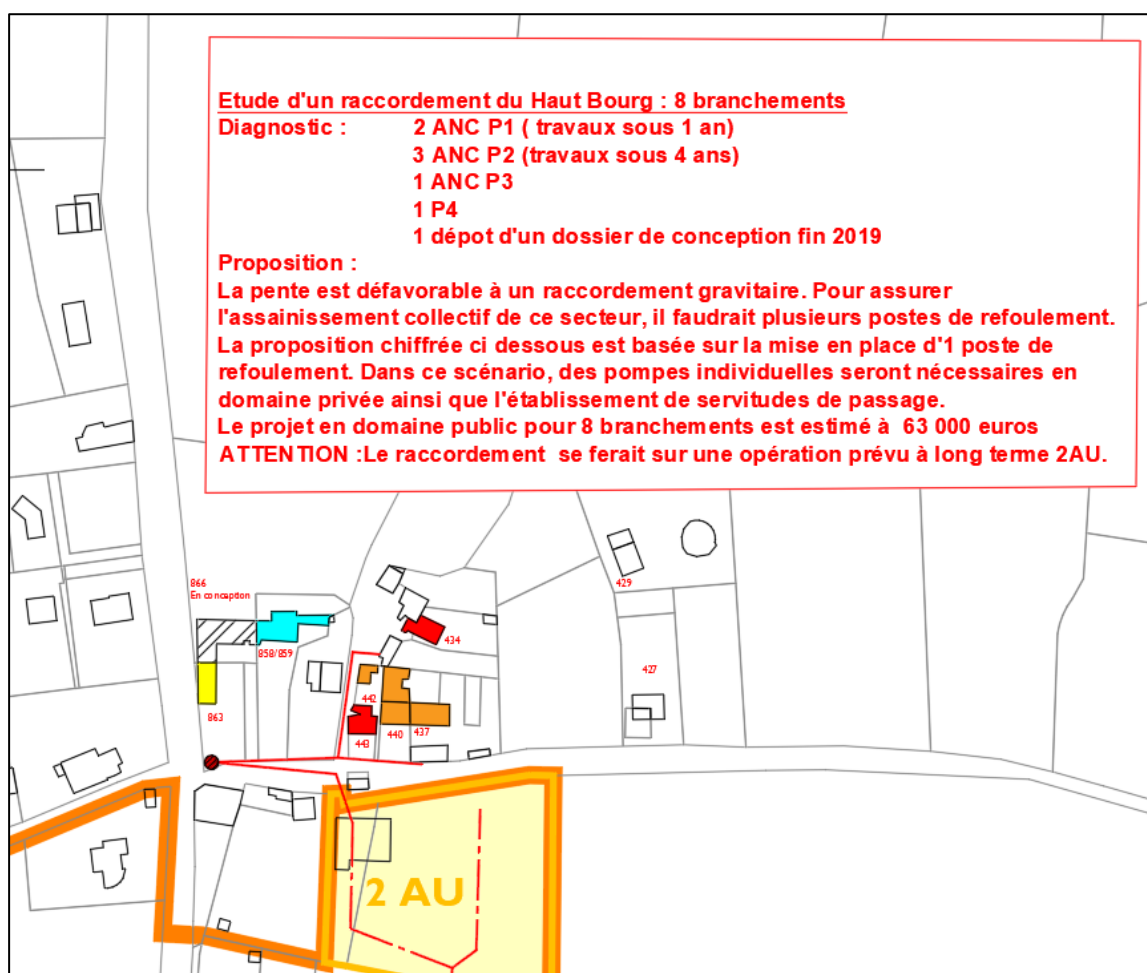 Etude d'un raccordement du Haut Bourg : 8 branchements
Diagnostic : 2 ANC P1 ( travaux sous 1 an)
3 ANC P2 (travaux sous 4 ans)
1 ANC P3
1 P4
1 dépot d'un dossier de conception fin 2019
Proposition :
La pente est défavorable à un raccordement gravitaire. Pour assurer
l'assainissement collectif de ce secteur, il faudrait plusieurs postes de refoulement.
La proposition chiffrée ci dessous est basée sur la mise en place d'1 poste de
refoulement. Dans ce scénario, des pompes individuelles seront nécessaires en
domaine privée ainsi que l'établissement de servitudes de passage.
Le projet en domaine public pour 8 branchements est estimé à 63 000 euros
ATTENTION :Le raccordement se ferait sur une opération prévu à long terme 2AU.
866
En conception
429
434
858/859
427
442
863
443
440
437
2 AU